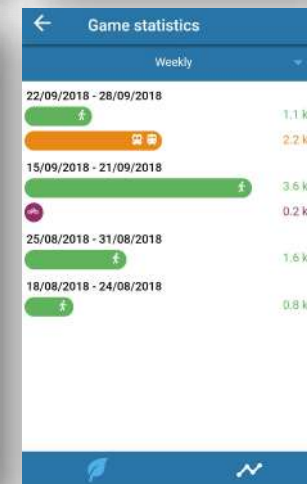 Game statistics
Weekly
22/09/2018 - 28/09/2018
1.1 k
2.2 k
15/09/2018 - 21/09/2018
3.6 k
0.2 k
25/08/2018 - 31/08/2018
1.6 k
18/08/2018 - 24/08/2018
0.8 k